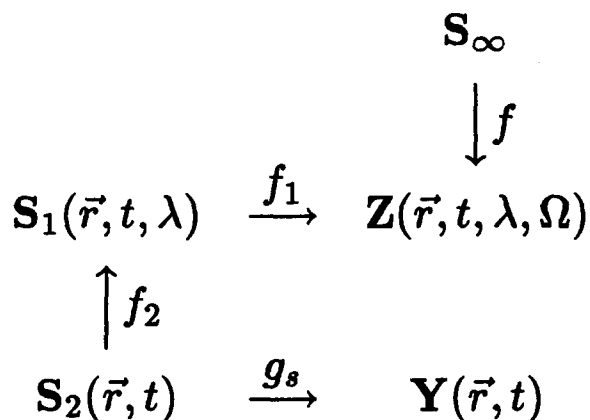 S∞
f
S₁(r⃗, t, λ) f₁ Z(r⃗, t, λ, Ω)
f₂
S₂(r⃗, t) gₛ Y(r⃗, t)